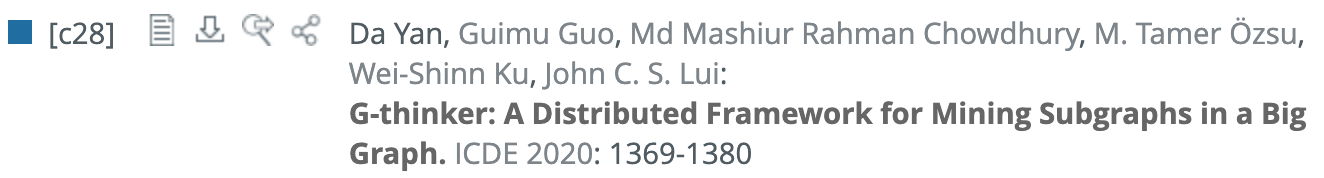 [c28] Da Yan, Guimu Guo, Md Mashiur Rahman Chowdhury, M. Tamer Özsu,
Wei-Shinn Ku, John C. S. Lui:
G-thinker: A Distributed Framework for Mining Subgraphs in a Big
Graph. ICDE 2020: 1369-1380